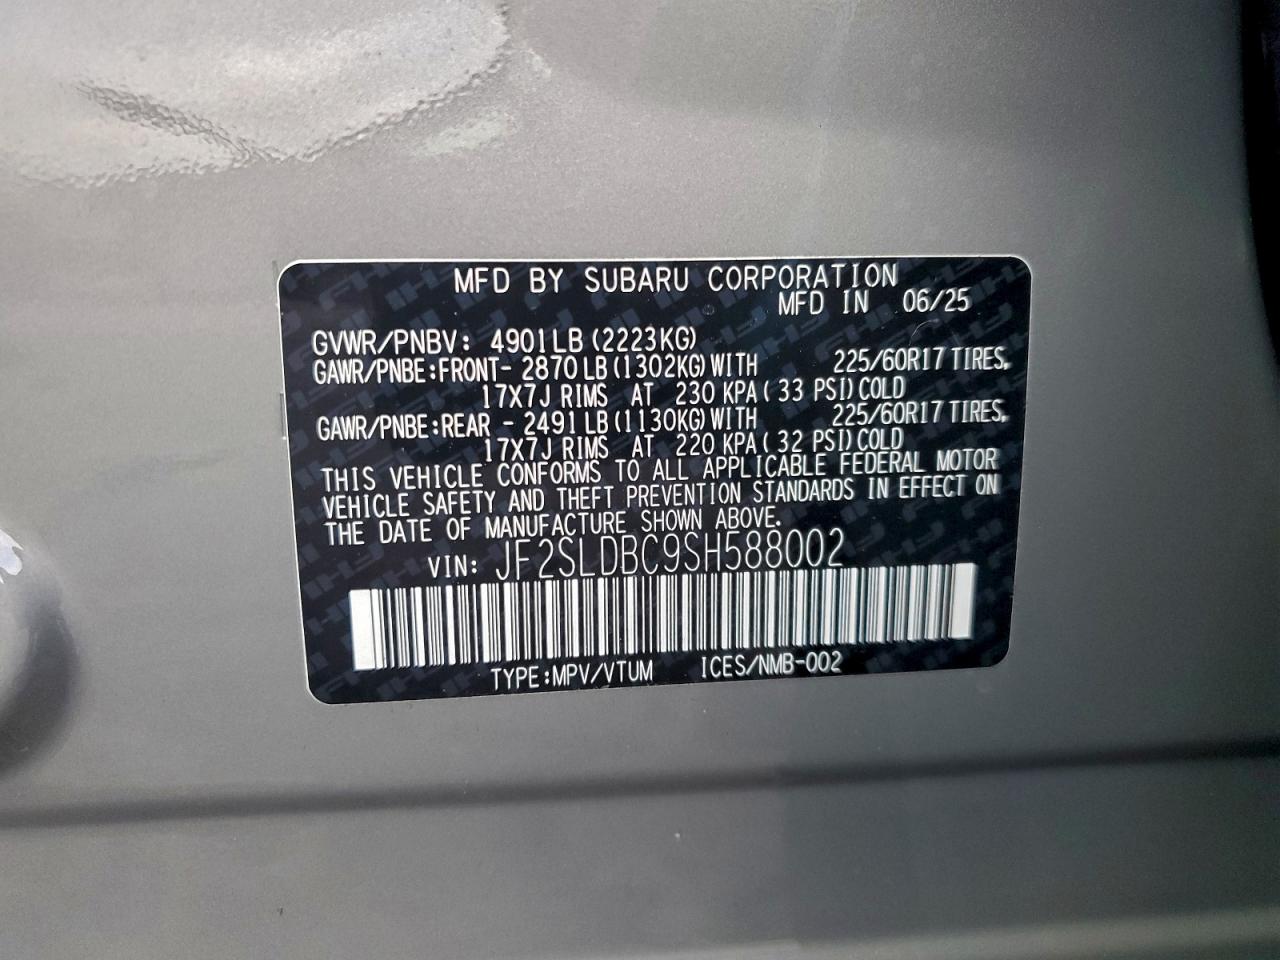 MFD BY SUBARU CORPORATION
MFD IN 06/25
GVWR/PNBV: 4901LB (2223KG)
GAWR/PNBE:FRONT- 2870 LB(1302KG)WITH 225/60R17 TIRES,
17X7J RIMS AT 230 KPA( 33 PSI)COLD
GAWR/PNBE:REAR - 2491 LB(1130KG)WITH 225/60R17 TIRES,
17X7J RIMS AT 220 KPA( 32 PSI)COLD
THIS VEHICLE CONFORMS TO ALL APPLICABLE FEDERAL MOTOR
VEHICLE SAFETY AND THEFT PREVENTION STANDARDS IN EFFECT ON
THE DATE OF MANUFACTURE SHOWN ABOVE.
VIN: JF2SLDBC9SH588002
TYPE:MPV/VTUM ICES/NMB-002